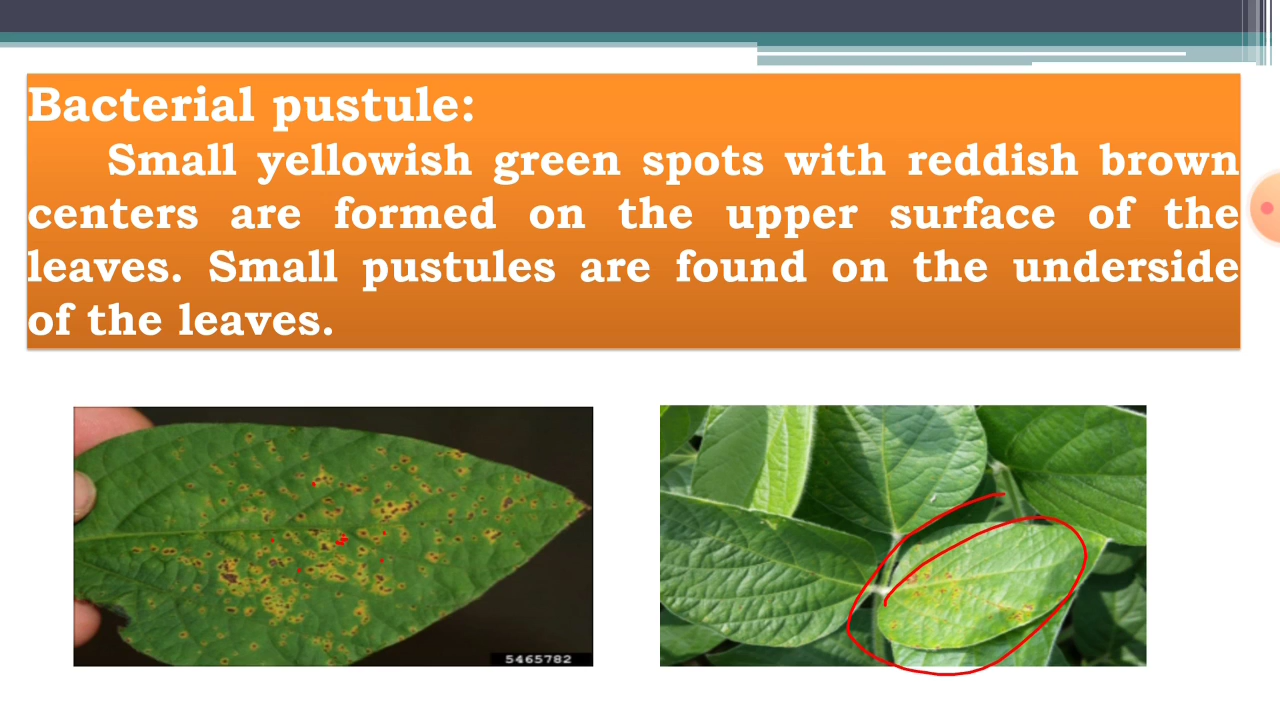 Bacterial pustule:
Small yellowish green spots with reddish brown
centers are formed on the upper surface of the
leaves. Small pustules are found on the underside
of the leaves.
5465782